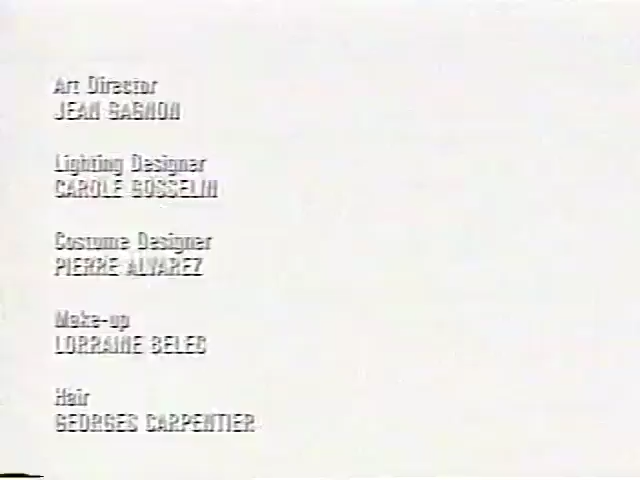 Art Director
JEAN GAGNON
Lighting Designer
CAROLE GOSSELIN
Costume Designer
PIERRE ALVAREZ
Make-up
LORRAINE BELEC
Hair
GEORGES CARPENTIER